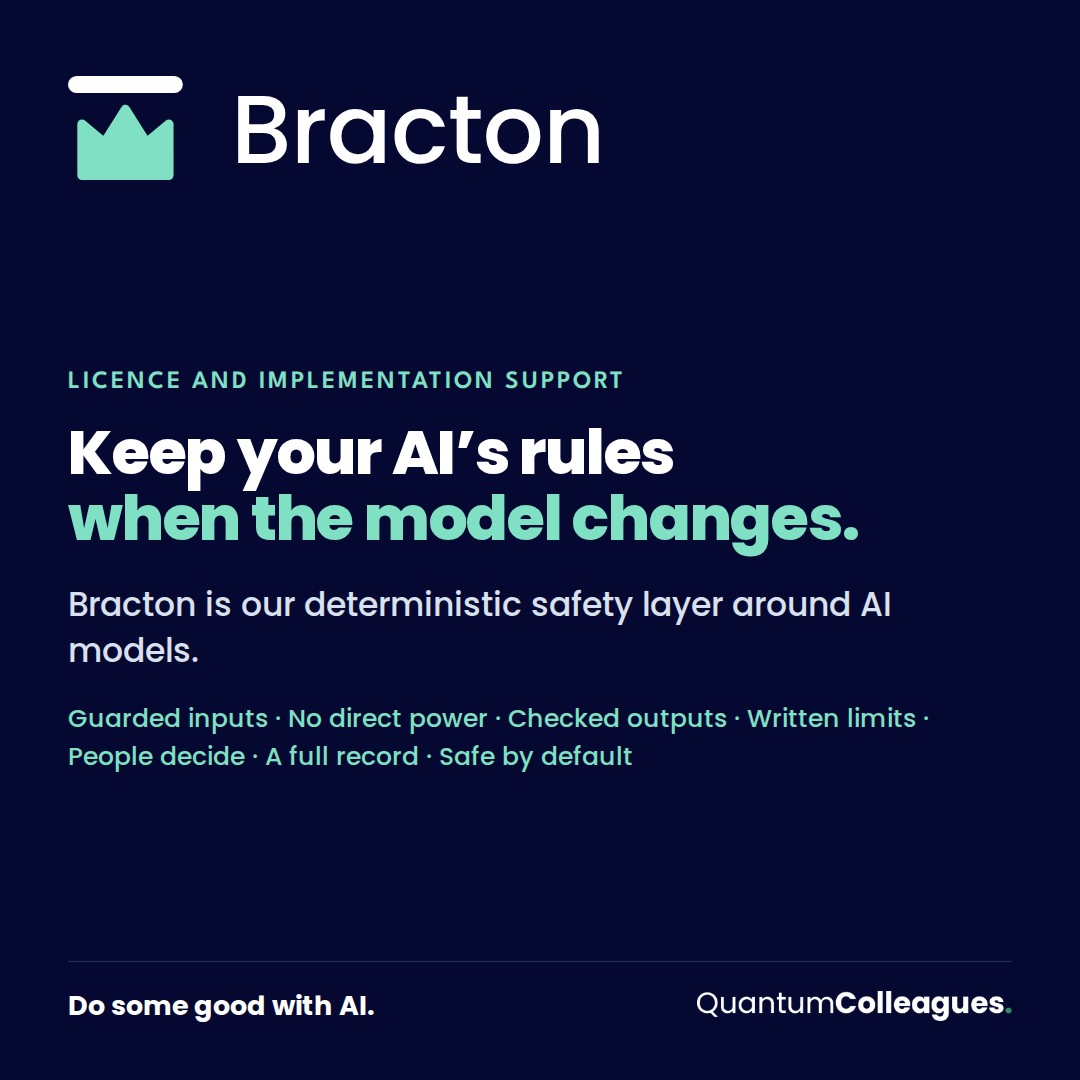 Bracton
LICENCE AND IMPLEMENTATION SUPPORT
Keep your AI’s rules
when the model changes.
Bracton is our deterministic safety layer around AI
models.
Guarded inputs · No direct power · Checked outputs · Written limits ·
People decide · A full record · Safe by default
Do some good with AI.
QuantumColleagues.